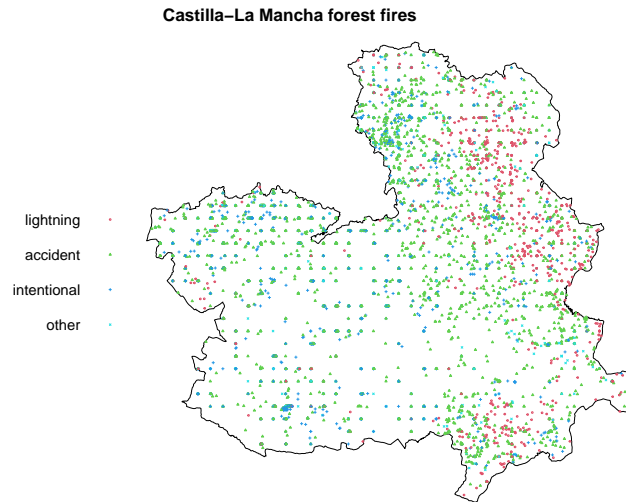 Castilla–La Mancha forest fires
lightning
accident
intentional
other